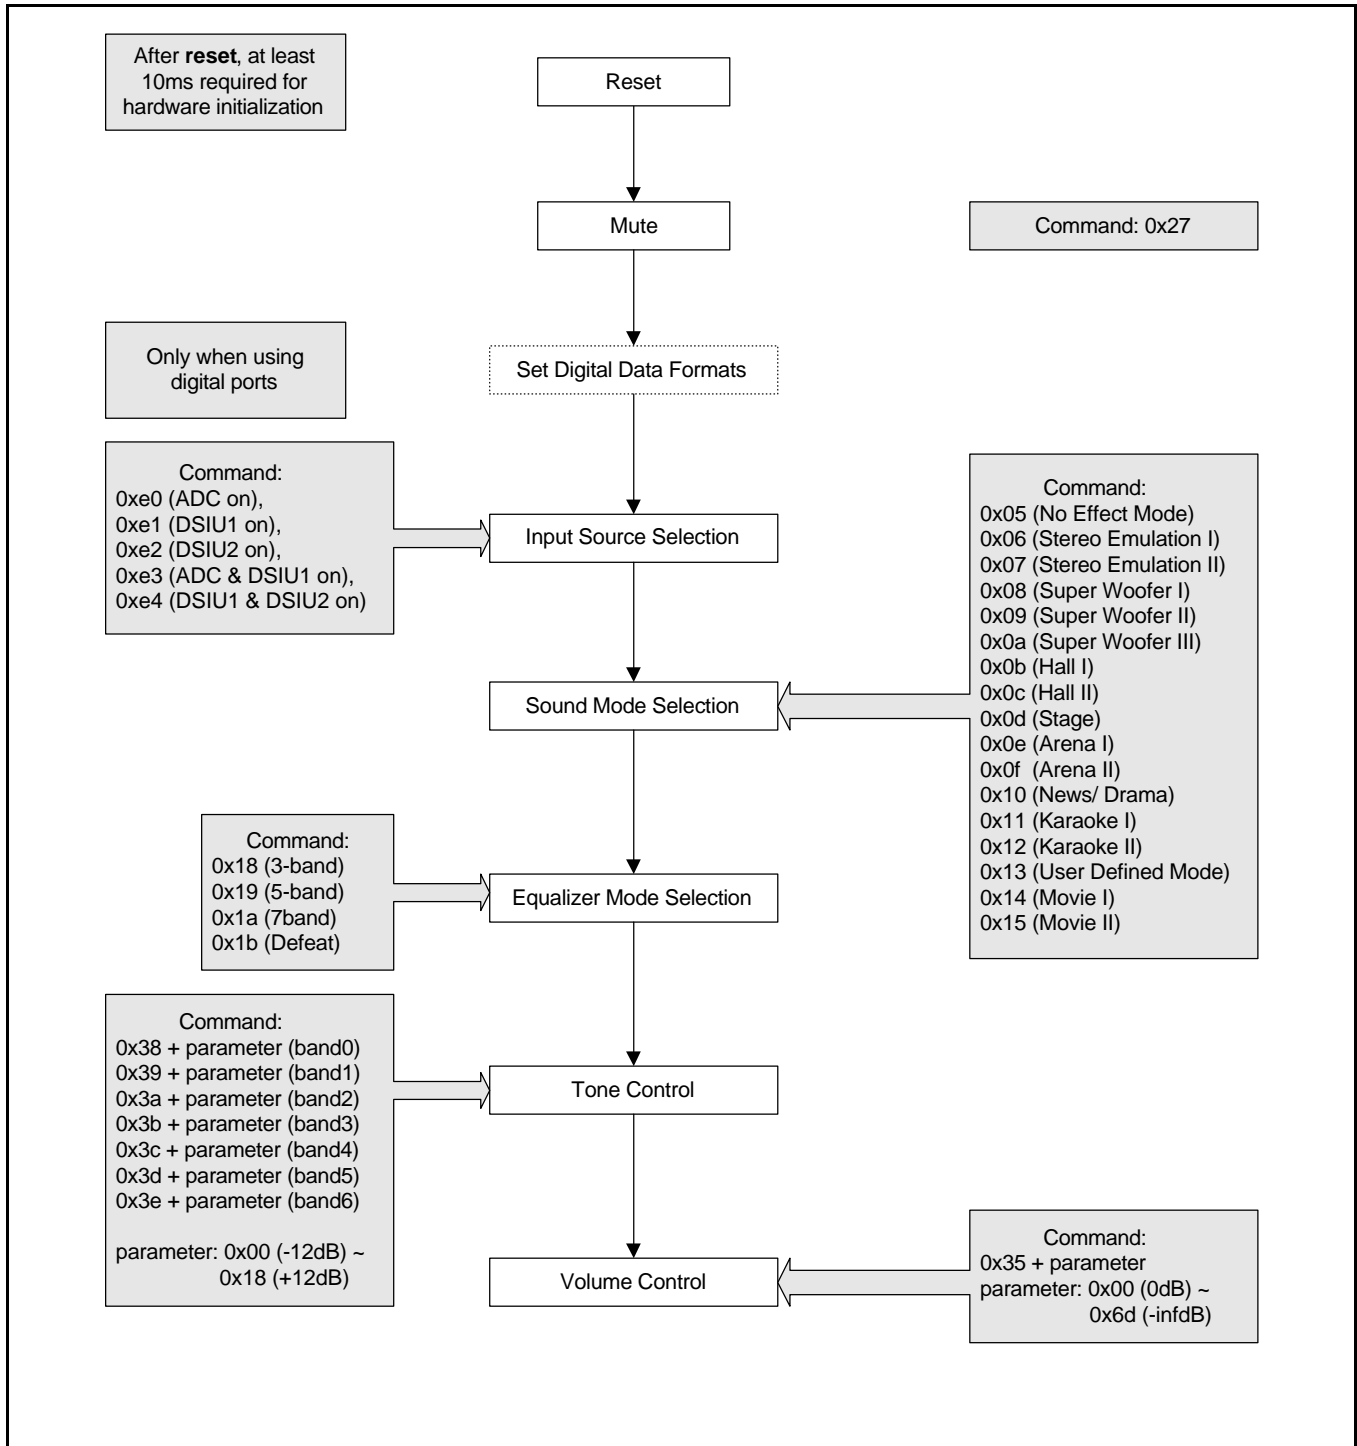 After reset, at least
10ms required for
hardware initialization
Reset
Mute
Command: 0x27
Only when using
digital ports
Set Digital Data Formats
Command:
0xe0 (ADC on),
0xe1 (DSIU1 on),
0xe2 (DSIU2 on),
0xe3 (ADC & DSIU1 on),
0xe4 (DSIU1 & DSIU2 on)
Input Source Selection
Command:
0x05 (No Effect Mode)
0x06 (Stereo Emulation I)
0x07 (Stereo Emulation II)
0x08 (Super Woofer I)
0x09 (Super Woofer II)
0x0a (Super Woofer III)
0x0b (Hall I)
0x0c (Hall II)
0x0d (Stage)
0x0e (Arena I)
0x0f (Arena II)
0x10 (News/ Drama)
0x11 (Karaoke I)
0x12 (Karaoke II)
0x13 (User Defined Mode)
0x14 (Movie I)
0x15 (Movie II)
Sound Mode Selection
Command:
0x18 (3-band)
0x19 (5-band)
0x1a (7band)
0x1b (Defeat)
Equalizer Mode Selection
Command:
0x38 + parameter (band0)
0x39 + parameter (band1)
0x3a + parameter (band2)
0x3b + parameter (band3)
0x3c + parameter (band4)
0x3d + parameter (band5)
0x3e + parameter (band6)
parameter: 0x00 (-12dB) ~
0x18 (+12dB)
Tone Control
Volume Control
Command:
0x35 + parameter
parameter: 0x00 (0dB) ~
0x6d (-infdB)